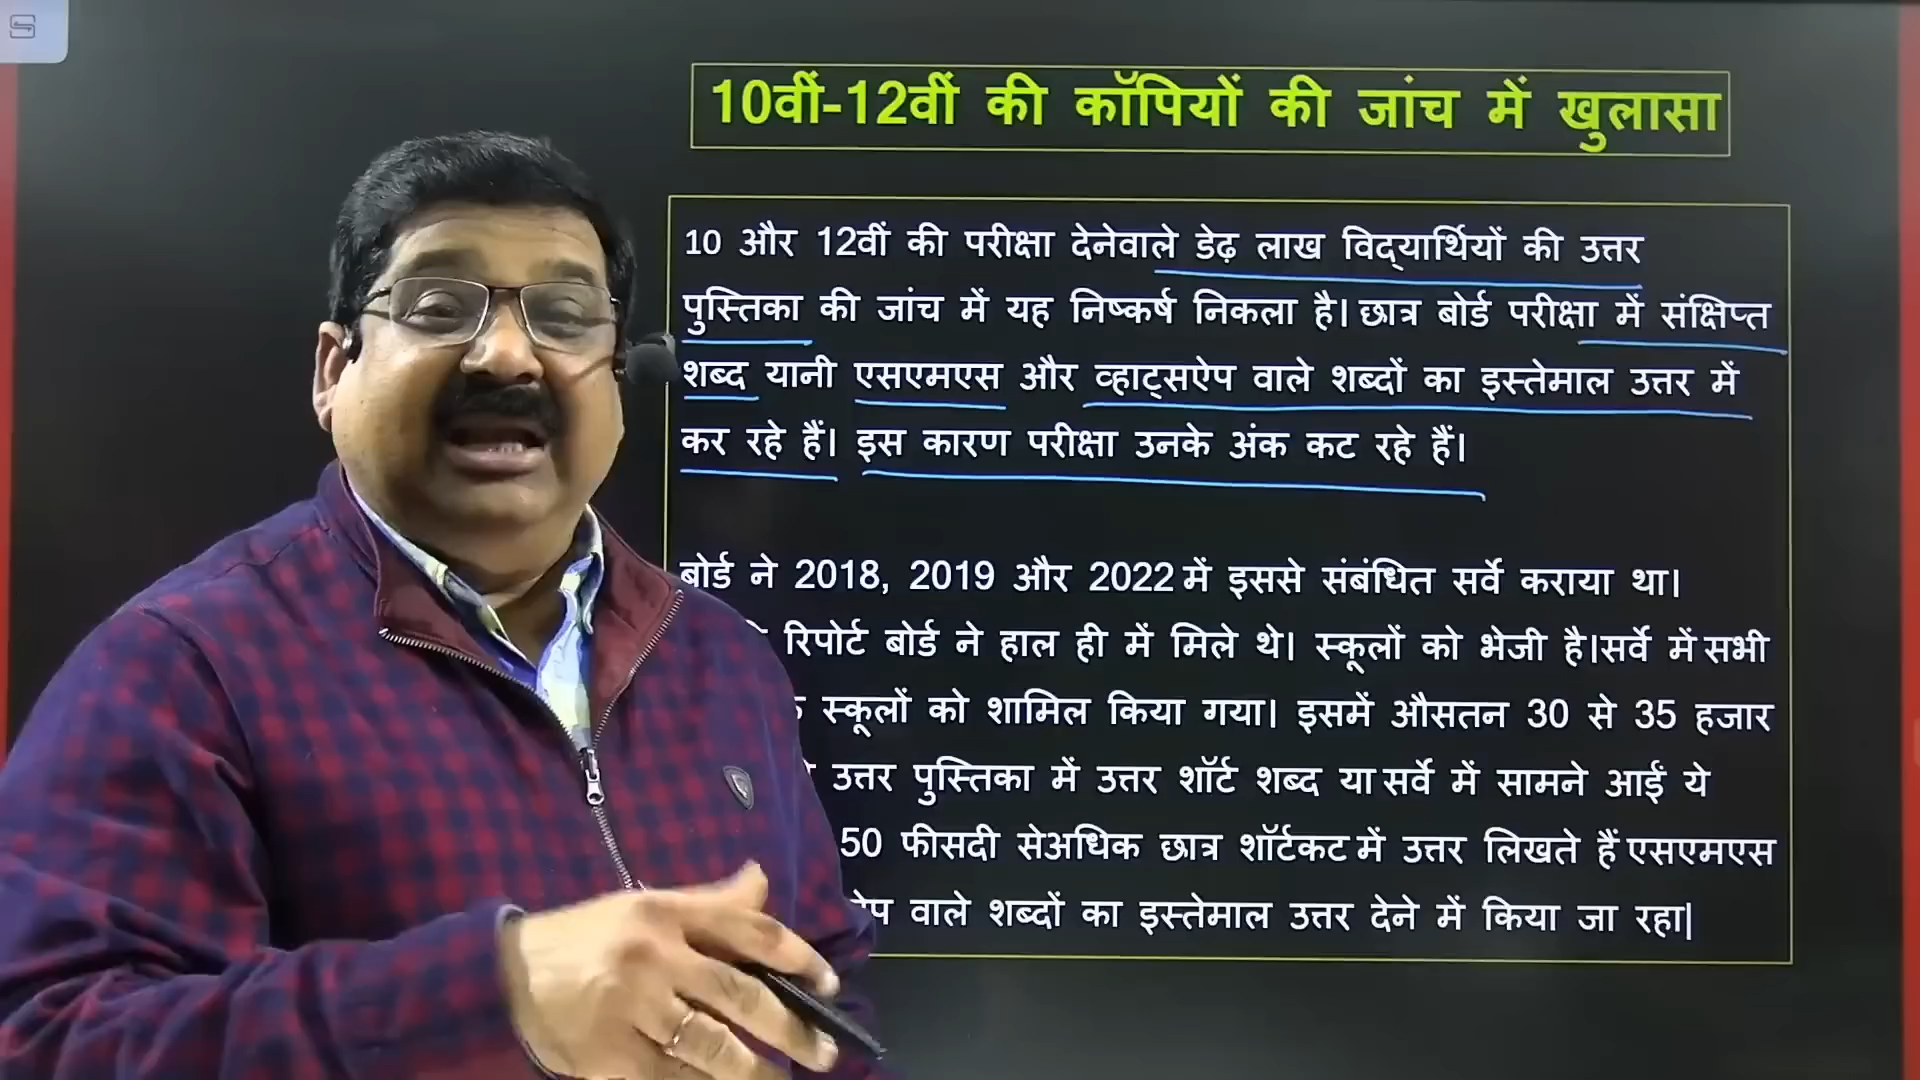 10वीं-12वीं की कॉपियों की जांच में खुलासा
10 और 12वीं की परीक्षा देनेवाले डेढ़ लाख विद्यार्थियों की उत्तर
पुस्तिका की जांच में यह निष्कर्ष निकला है। छात्र बोर्ड परीक्षा में संक्षिप्त
शब्द यानी एसएमएस और व्हाट्सऐप वाले शब्दों का इस्तेमाल उत्तर में
कर रहे हैं। इस कारण परीक्षा उनके अंक कट रहे हैं।
बोर्ड ने 2018, 2019 और 2022 में इससे संबंधित सर्वे कराया था।
रिपोर्ट बोर्ड ने हाल ही में मिले थे। स्कूलों को भेजी है।सर्वे में सभी
स्कूलों को शामिल किया गया। इसमें औसतन 30 से 35 हजार
उत्तर पुस्तिका में उत्तर शॉर्ट शब्द या सर्वे में सामने आईं ये
50 फीसदी सेअधिक छात्र शॉर्टकट में उत्तर लिखते हैं एसएमएस
वाले शब्दों का इस्तेमाल उत्तर देने में किया जा रहा|